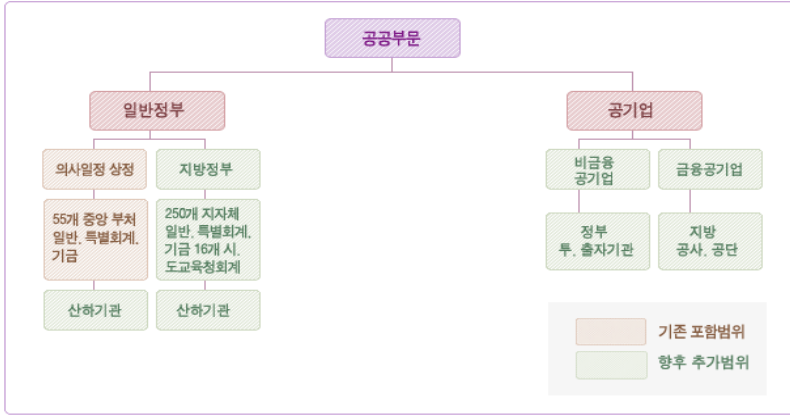 공공부문
일반정부
공기업
의사일정 상정
지방정부
비금융
공기업
금융공기업
55개 중앙 부처
일반, 특별회계,
기금
250개 지자체
일반, 특별회계,
기금 16개 시,
도교육청회계
정부
투, 출자기관
지방
공사, 공단
산하기관
산하기관
기존 포함범위
향후 추가범위